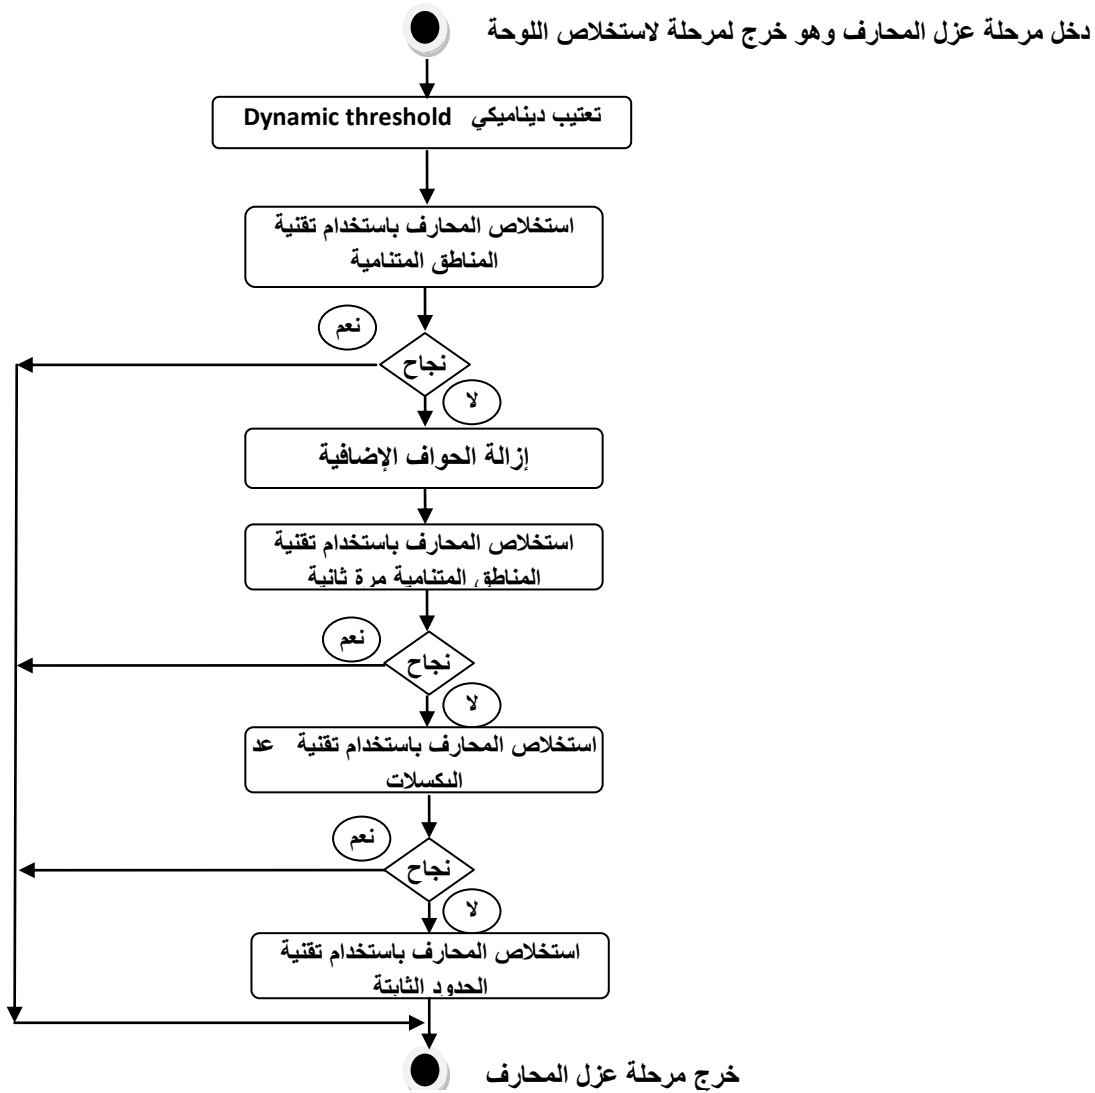 دخل مرحلة عزل المحارف وهو خرج لمرحلة لاستخلاص اللوحة
تعتيب ديناميكي Dynamic threshold
استخلاص المحارف باستخدام تقنية
المناطق المتنامية
نعم
نجاح
لا
إزالة الحواف الإضافية
استخلاص المحارف باستخدام تقنية
المناطق المتنامية مرة ثانية
نعم
نجاح
لا
استخلاص المحارف باستخدام تقنية عد
البكسلات
نعم
نجاح
لا
استخلاص المحارف باستخدام تقنية
الحدود الثابتة
خرج مرحلة عزل المحارف